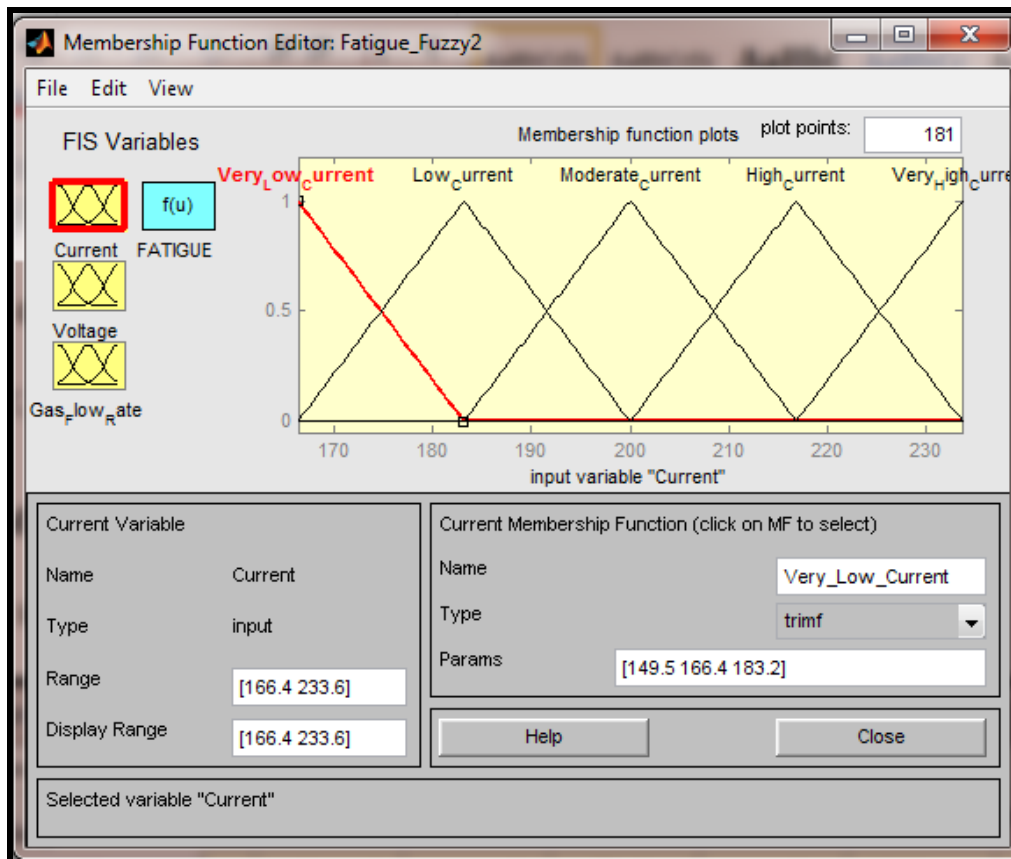 Membership Function Editor: Fatigue_Fuzzy2
File Edit View
FIS Variables
Membership function plots plot points: 181
Very_Low_Current Low_Current Moderate_Current High_Current Very_High_Curre
f(u)
Current FATIGUE
Voltage
Gas_Flow_Rate
1
0.5
0
170 180 190 200 210 220 230
input variable "Current"
Current Variable
Name Current
Type input
Range [166.4 233.6]
Display Range [166.4 233.6]
Current Membership Function (click on MF to select)
Name Very_Low_Current
Type trimf
Params [149.5 166.4 183.2]
Help Close
Selected variable "Current"